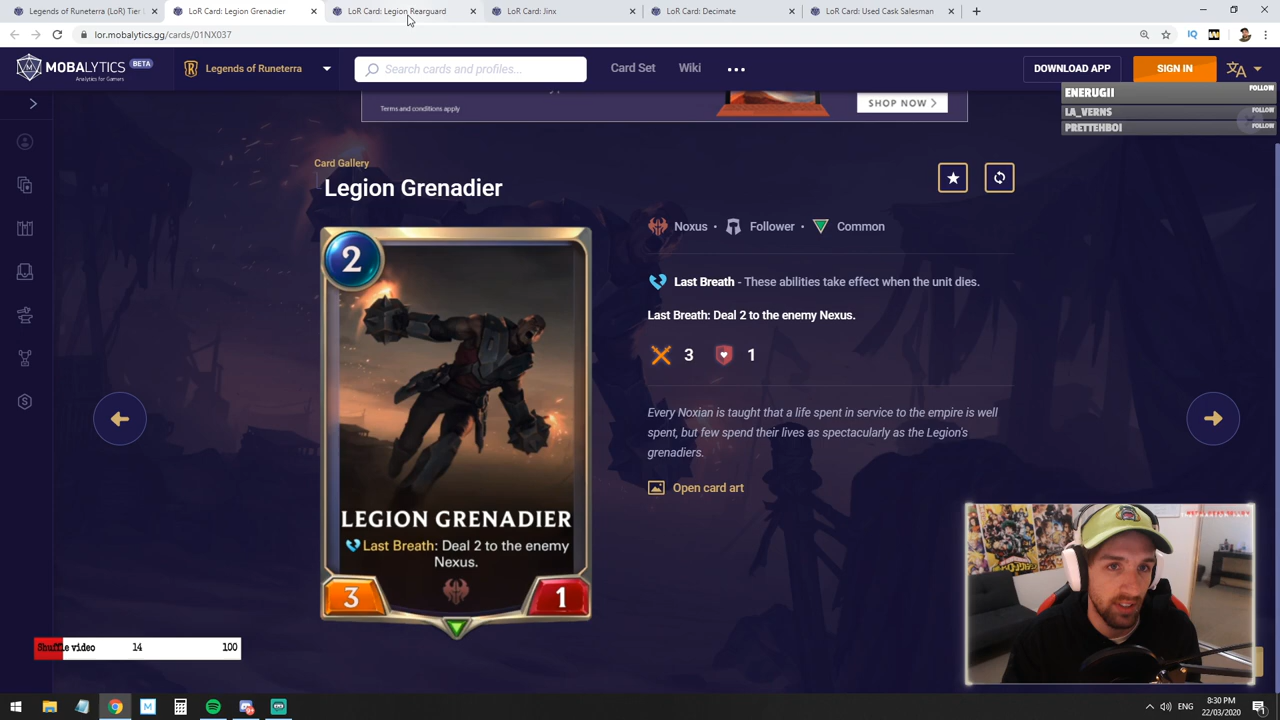 Legends of Runeterra (LoR) Tier
LoR Card: Legion Grenadier
LoR Card: Legion Rearguard
LoR Card: Jinx
LoR Card: Decimate
LoR Card: Used Cask Salesman
lor.mobalytics.gg/cards/01NX037
IQ
MOBALYTICS
BETA
Analytics for Gamers
Legends of Runeterra
Search cards and profiles...
Card Set
Wiki
DOWNLOAD APP
SIGN IN
Terms and conditions apply
SHOP NOW
ENERUGII
FOLLOW
LA_VERNS
FOLLOW
PRETTEHBOI
FOLLOW
Card Gallery
Legion Grenadier
Noxus • Follower • Common
Last Breath - These abilities take effect when the unit dies.
Last Breath: Deal 2 to the enemy Nexus.
3 1
Every Noxian is taught that a life spent in service to the empire is well
spent, but few spend their lives as spectacularly as the Legion's
grenadiers.
Open card art
2
LEGION GRENADIER
Last Breath: Deal 2 to the enemy
Nexus.
3
1
Shuffle video 14 100
ENG
8:30 PM
22/03/2020